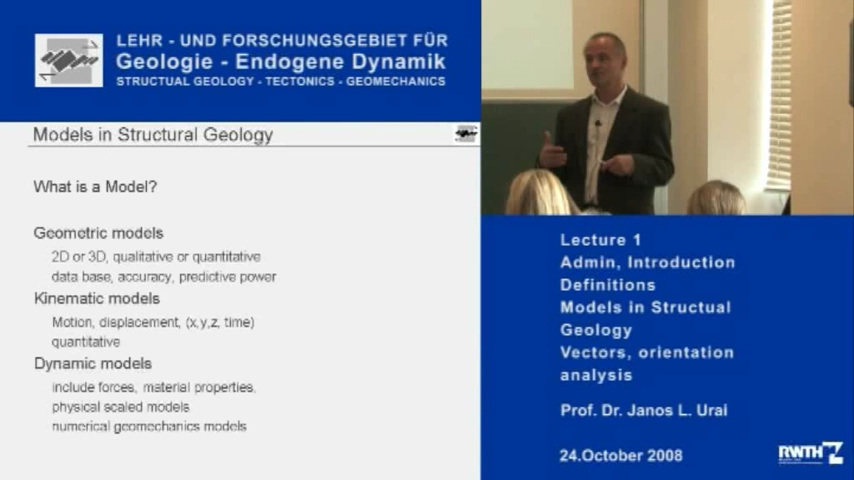 LEHR - UND FORSCHUNGSGEBIET FÜR
Geologie - Endogene Dynamik
STRUCTUAL GEOLOGY - TECTONICS - GEOMECHANICS
Models in Structural Geology
What is a Model?
Geometric models
2D or 3D, qualitative or quantitative
data base, accuracy, predictive power
Kinematic models
Motion, displacement, (x,y,z, time)
quantitative
Dynamic models
include forces, material properties,
physical scaled models
numerical geomechanics models
Lecture 1
Admin, Introduction
Definitions
Models in Structual
Geology
Vectors, orientation
analysis
Prof. Dr. Janos L. Urai
24.October 2008
RWTH